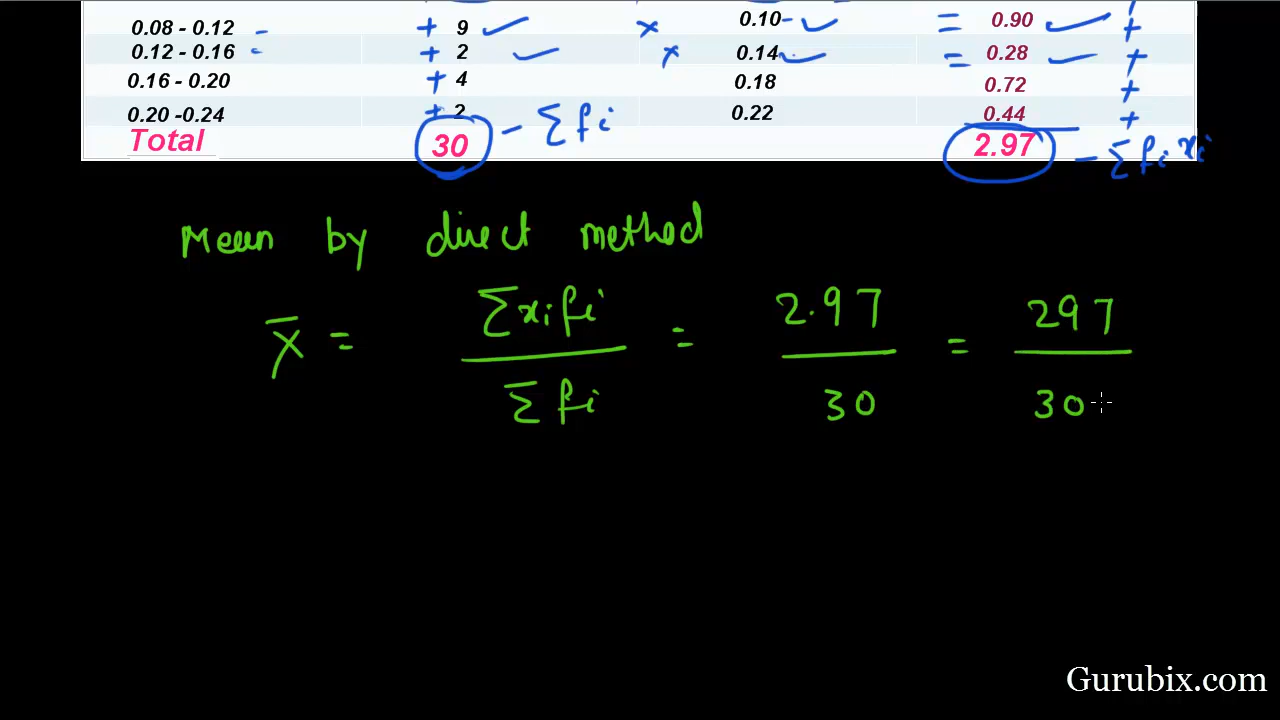 0.08 - 0.12 - + 9 ✓ × 0.10 - ✓ = 0.90 ✓ +
0.12 - 0.16 - + 2 ✓ × 0.14 ✓ = 0.28 ✓ +
0.16 - 0.20 + 4 0.18 0.72 +
0.20 -0.24 + 2 0.22 0.44 +
Total 30 - Σfi 2.97 - Σfixi
Mean by direct method
x̄ = Σxifi / Σfi = 2.97 / 30 = 297 / 30
Gurubix.com